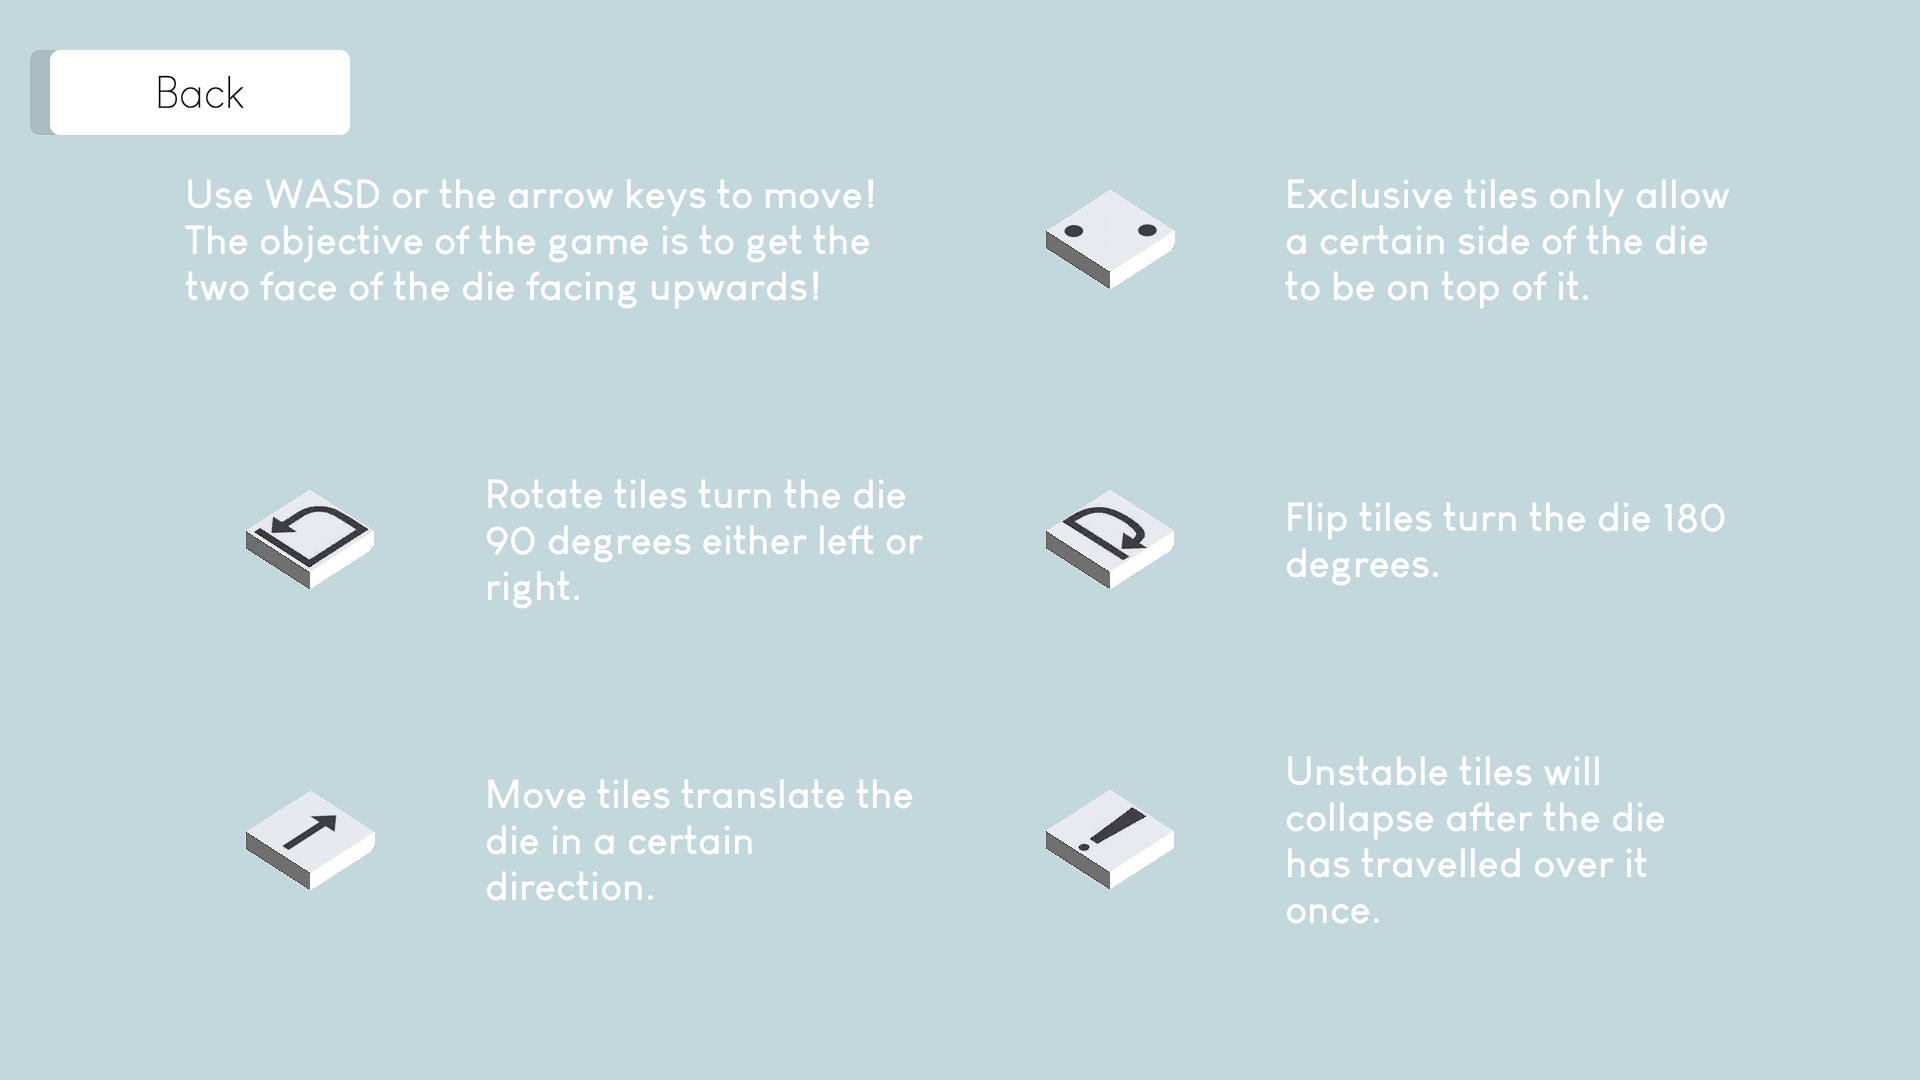 Back
Use WASD or the arrow keys to move!
The objective of the game is to get the
two face of the die facing upwards!
Exclusive tiles only allow
a certain side of the die
to be on top of it.
Rotate tiles turn the die
90 degrees either left or
right.
Flip tiles turn the die 180
degrees.
Move tiles translate the
die in a certain
direction.
Unstable tiles will
collapse after the die
has travelled over it
once.